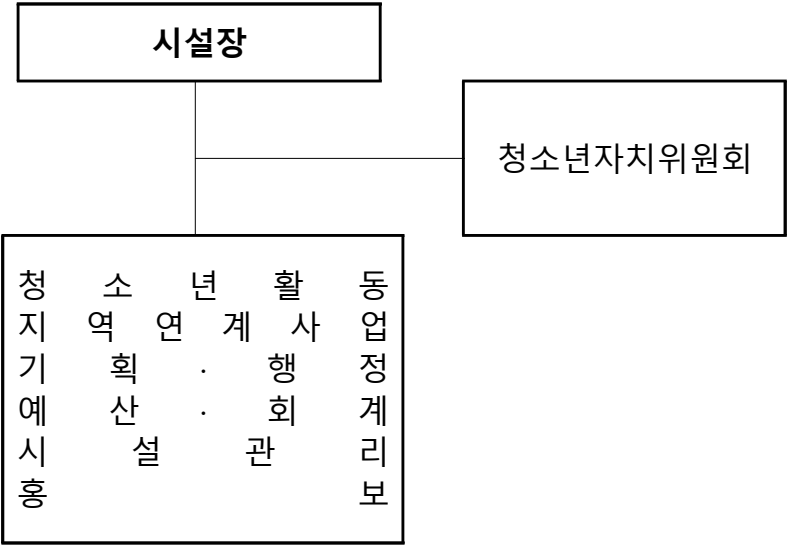 시설장
청소년자치위원회
청소년활동
지역연계사업
기획·행정
예산·회계
시설관리
홍보